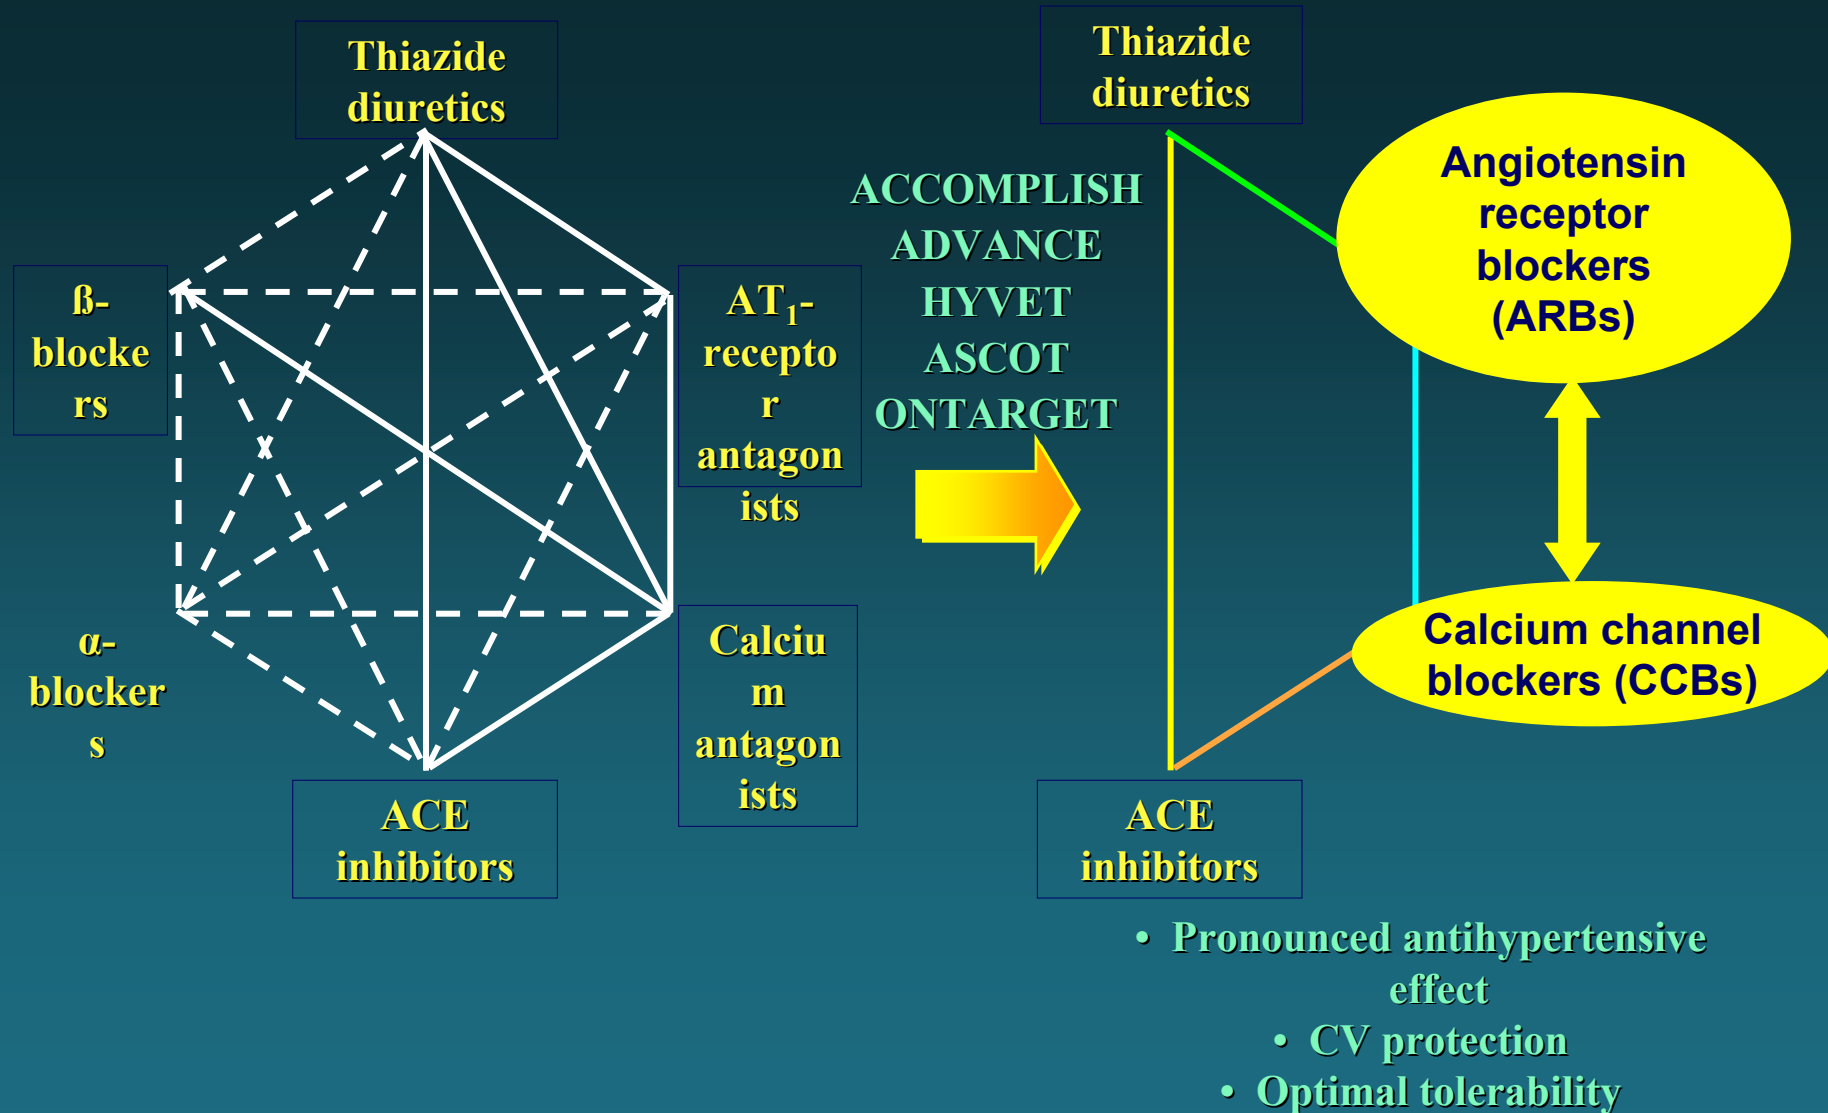 Thiazide
diuretics
ß-
blocke
rs
AT₁-
recepto
r
antagon
ists
α-
blocker
s
Calciu
m
antagon
ists
ACE
inhibitors
ACCOMPLISH
ADVANCE
HYVET
ASCOT
ONTARGET
Thiazide
diuretics
Angiotensin
receptor
blockers
(ARBs)
Calcium channel
blockers (CCBs)
ACE
inhibitors
• Pronounced antihypertensive
effect
• CV protection
• Optimal tolerability